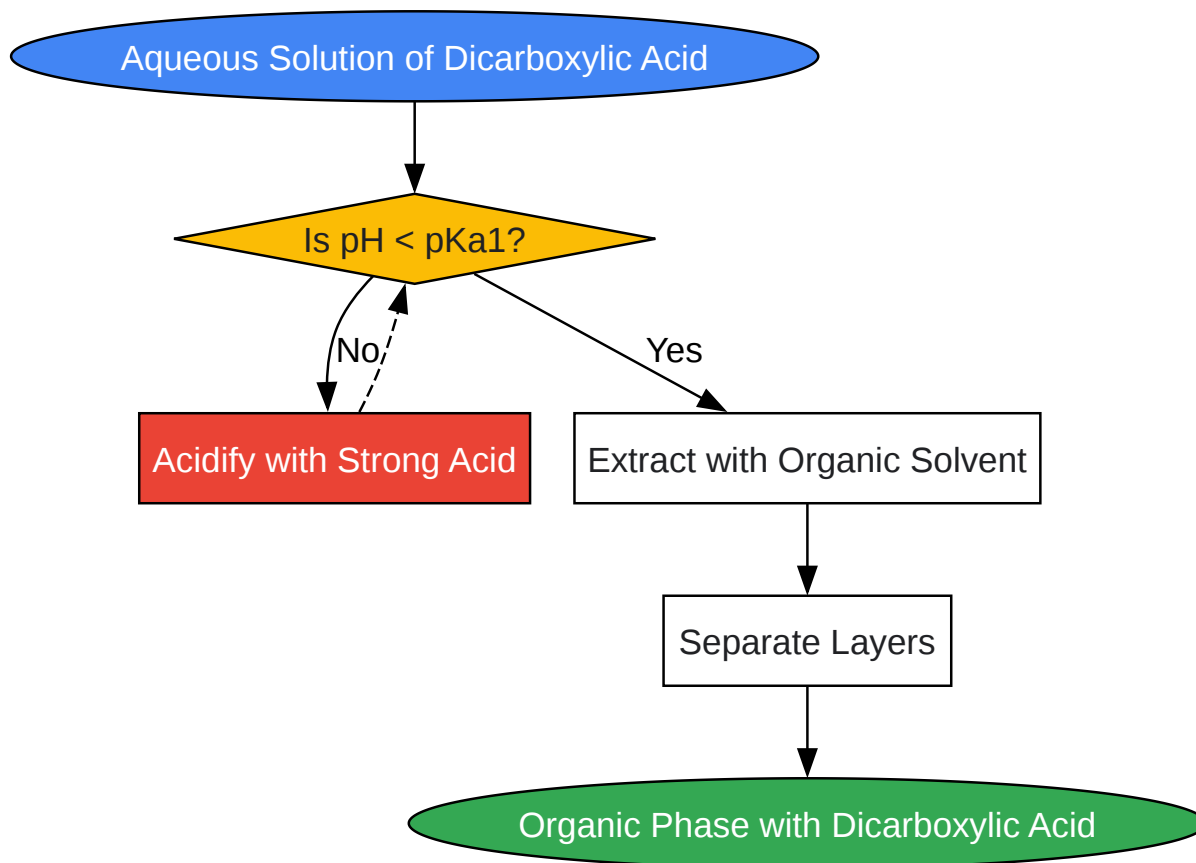 Aqueous Solution of Dicarboxylic Acid
Is pH < pKa1?
No
Yes
Acidify with Strong Acid
Extract with Organic Solvent
Separate Layers
Organic Phase with Dicarboxylic Acid